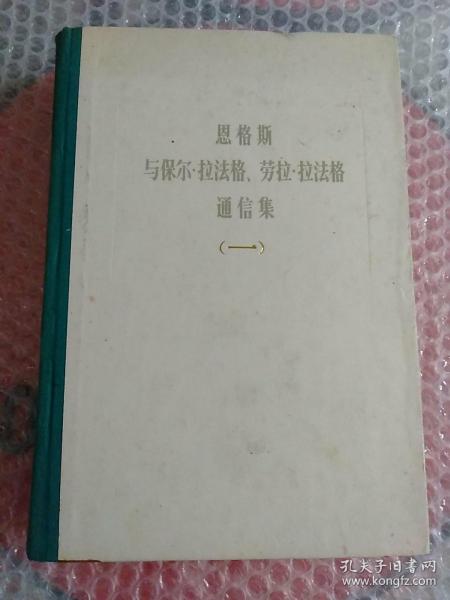 恩格斯
与保尔·拉法格、劳拉·拉法格
通信集
(一)
孔夫子旧书网
www.kongfz.com